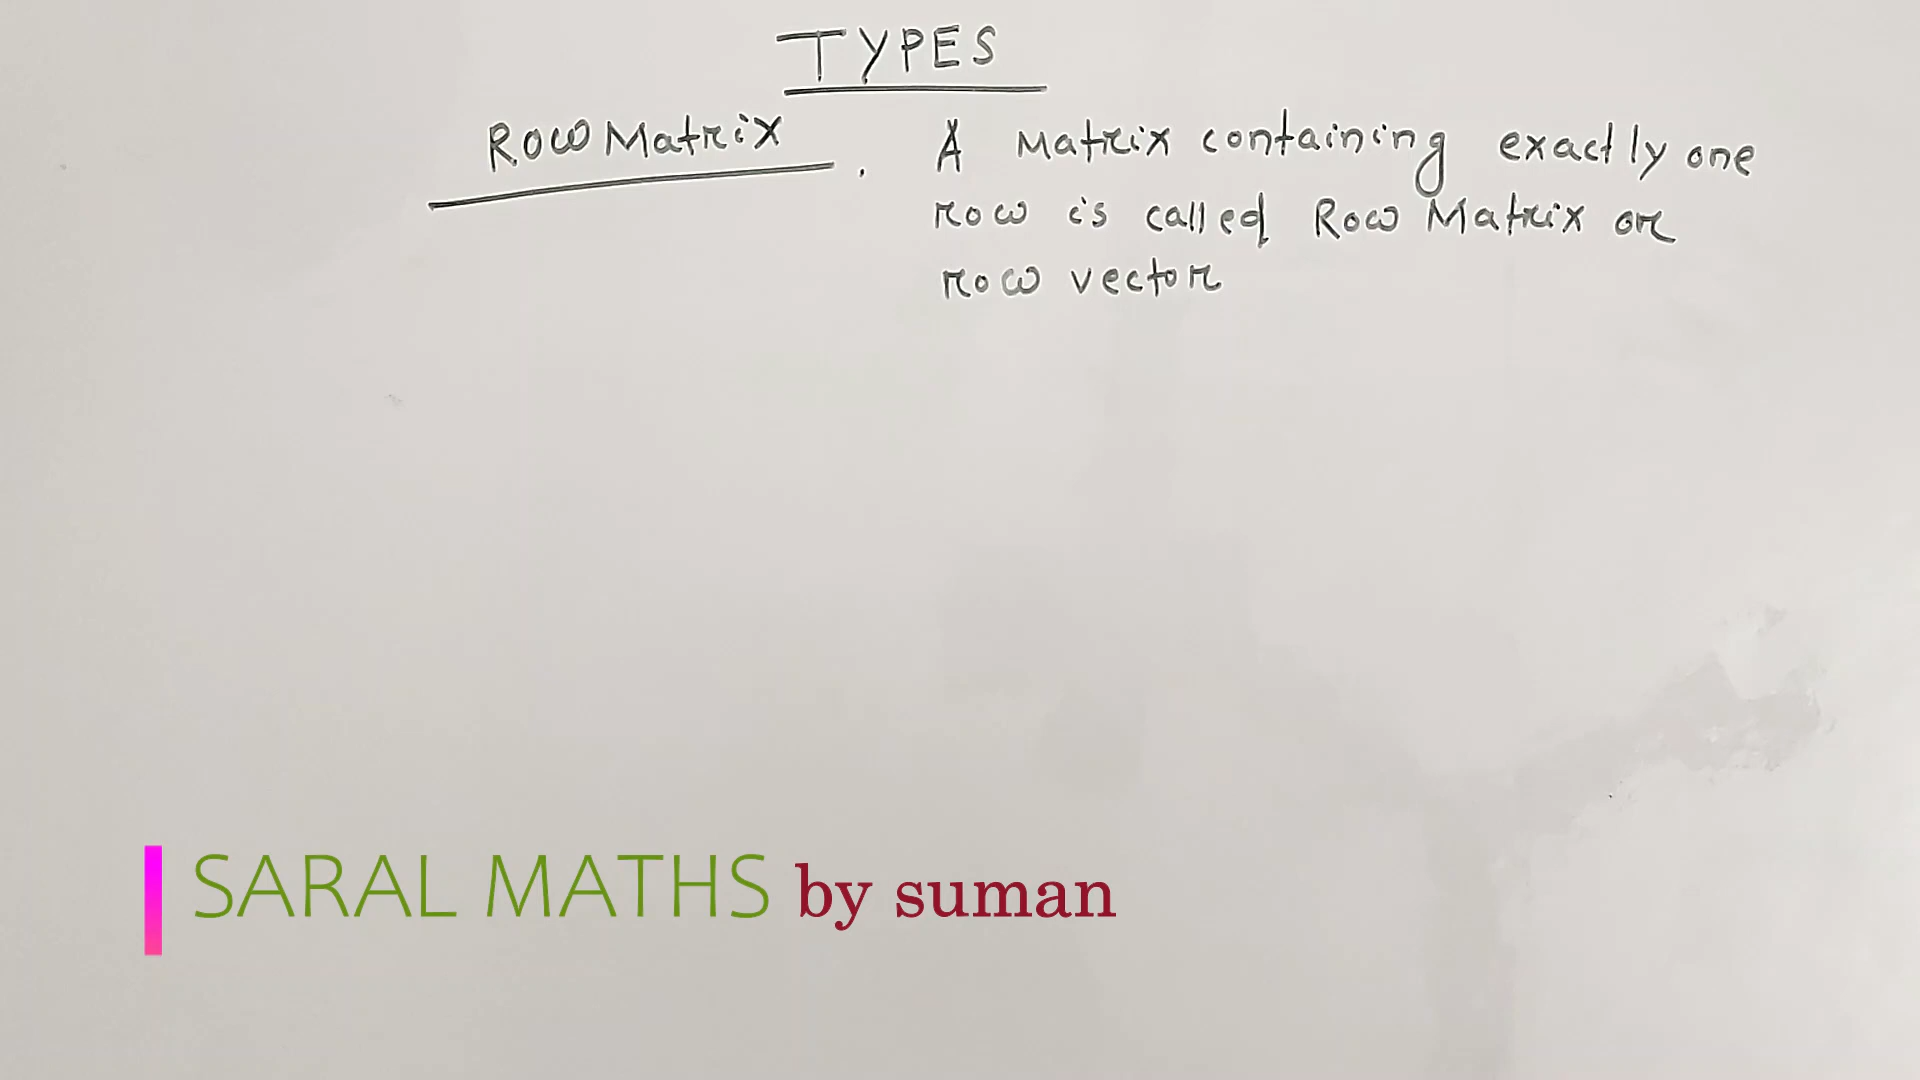 TYPES
Row Matrix . A Matrix containing exactly one
row is called Row Matrix or
row vector
SARAL MATHS by suman